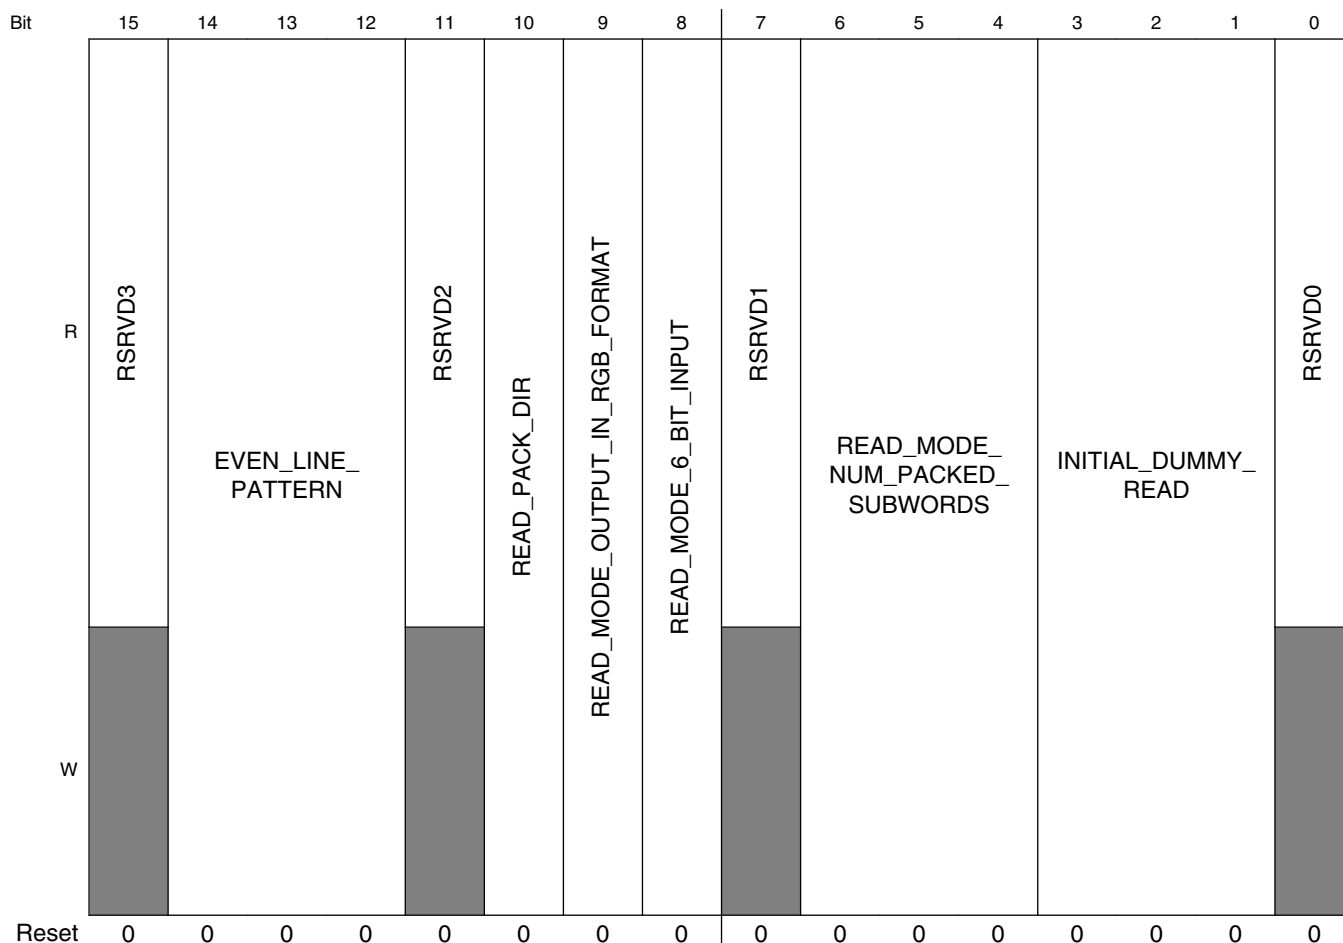 Bit 15 14 13 12 11 10 9 8 7 6 5 4 3 2 1 0
R
RSRVD3
EVEN_LINE_
PATTERN
RSRVD2
READ_PACK_DIR
READ_MODE_OUTPUT_IN_RGB_FORMAT
READ_MODE_6_BIT_INPUT
RSRVD1
READ_MODE_
NUM_PACKED_
SUBWORDS
INITIAL_DUMMY_
READ
RSRVD0
W
Reset 0 0 0 0 0 0 0 0 0 0 0 0 0 0 0 0